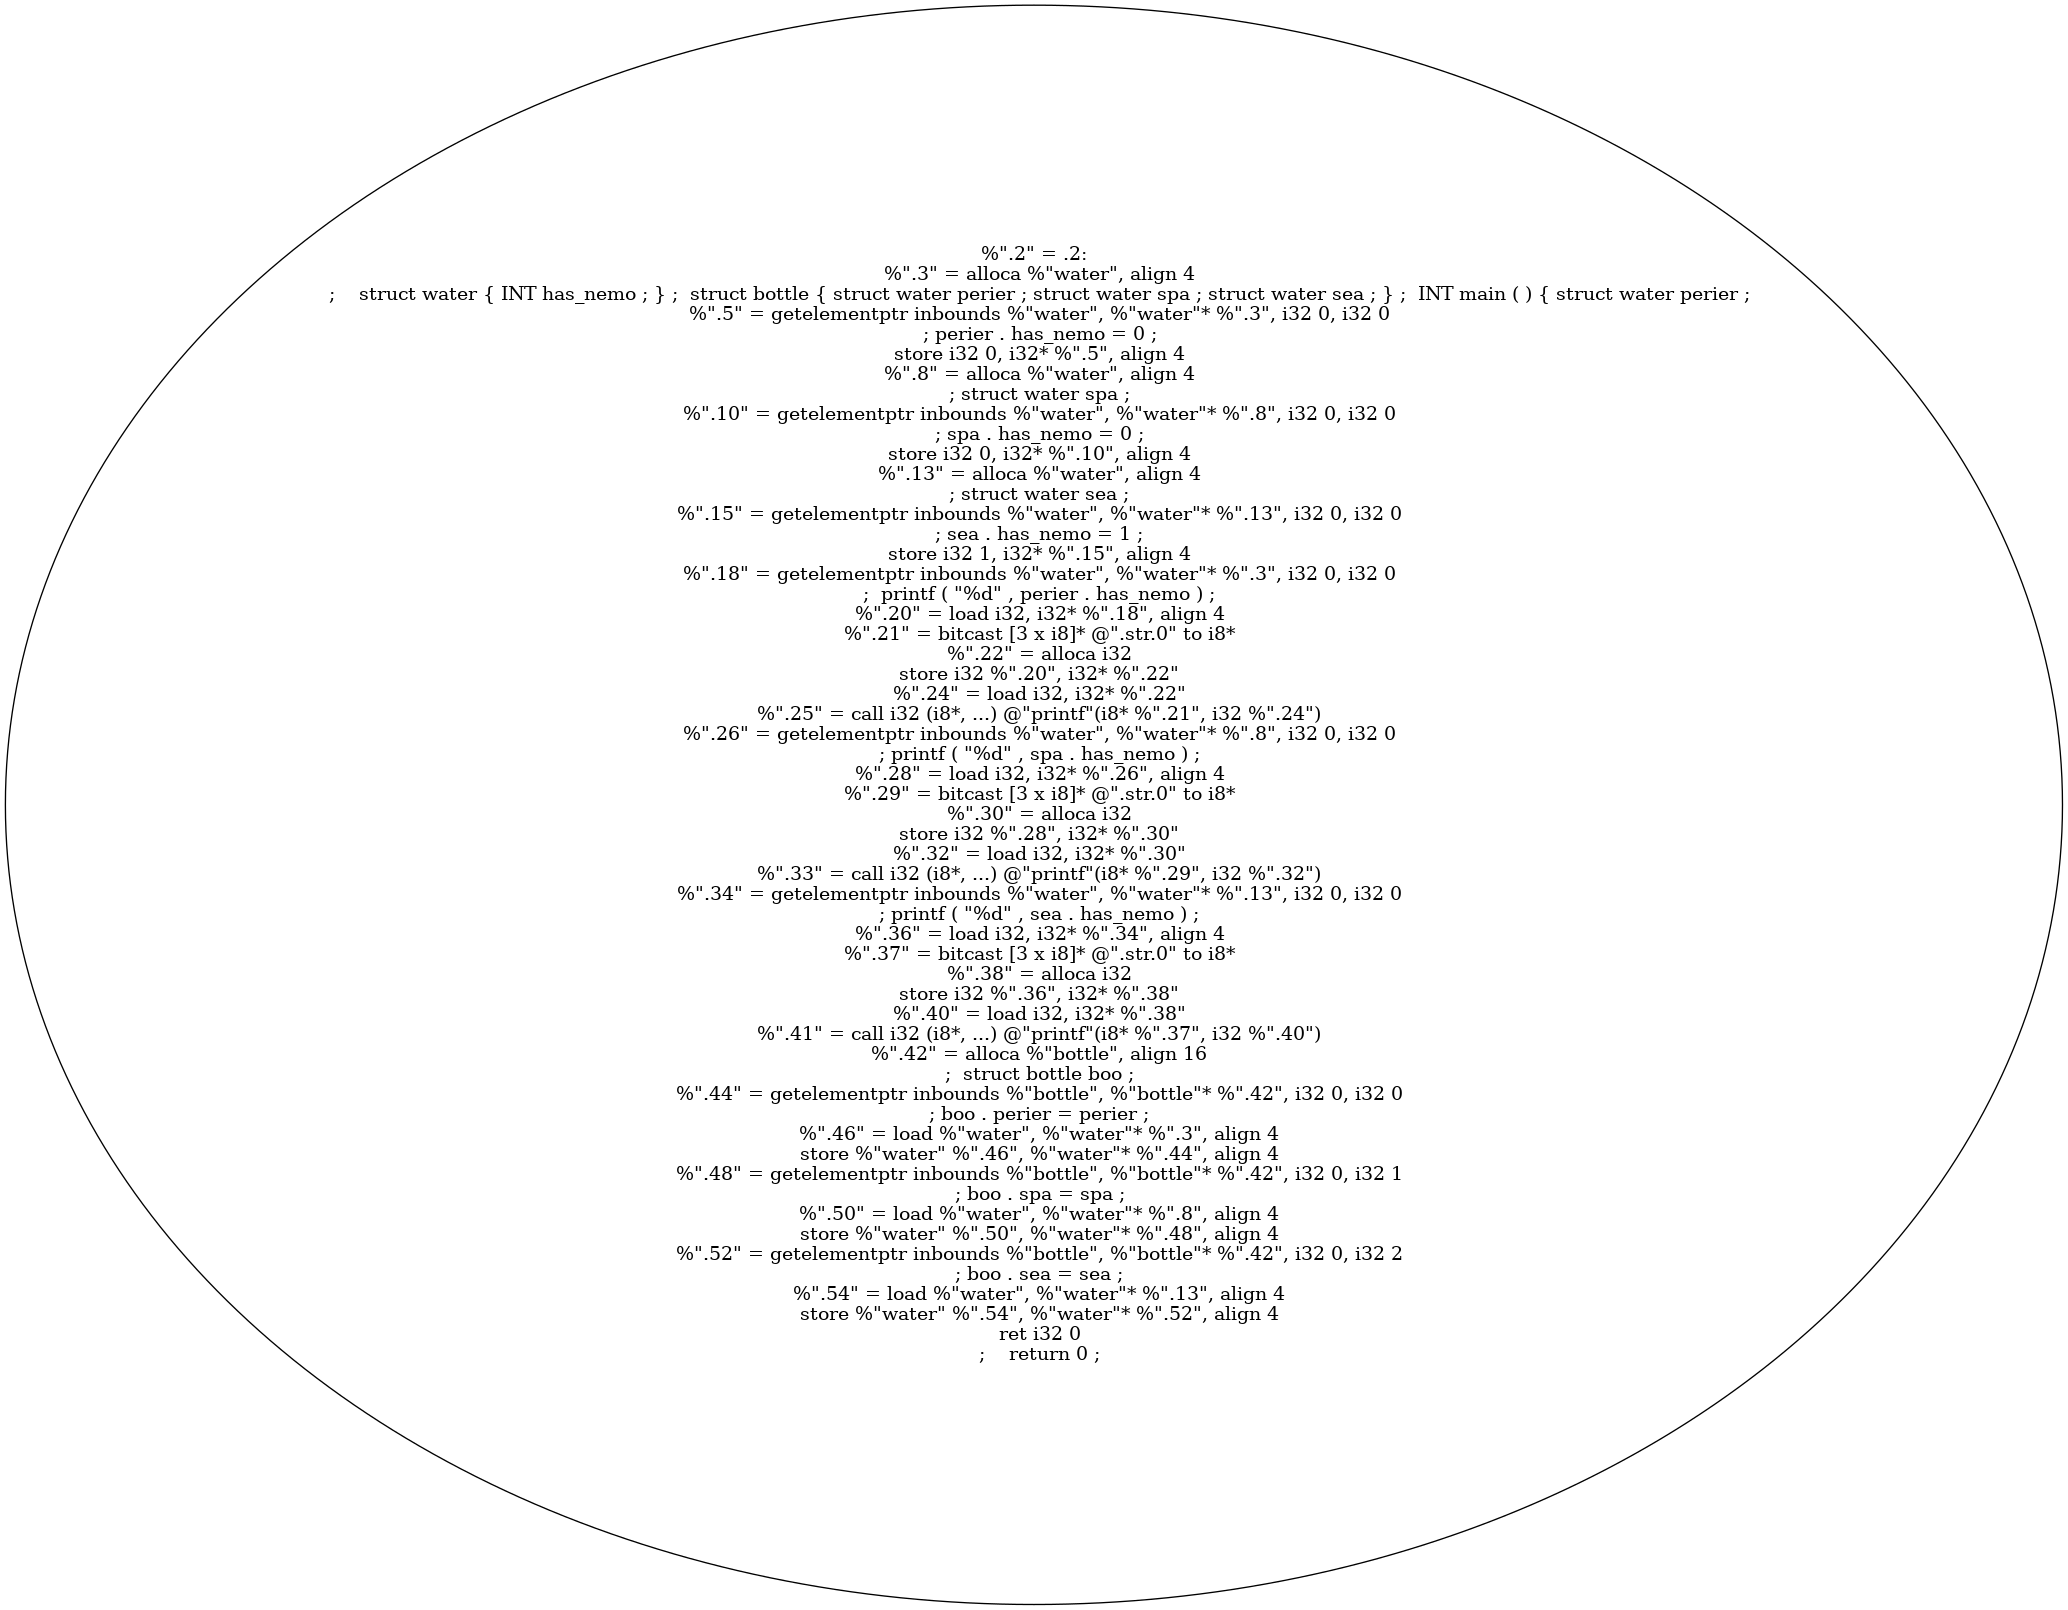 %".2" = .2:
%".3" = alloca %"water", align 4
;    struct water { INT has_nemo ; } ;  struct bottle { struct water perier ; struct water spa ; struct water sea ; } ;  INT main ( ) { struct water perier ;
%".5" = getelementptr inbounds %"water", %"water"* %".3", i32 0, i32 0
; perier . has_nemo = 0 ;
store i32 0, i32* %".5", align 4
%".8" = alloca %"water", align 4
; struct water spa ;
%".10" = getelementptr inbounds %"water", %"water"* %".8", i32 0, i32 0
; spa . has_nemo = 0 ;
store i32 0, i32* %".10", align 4
%".13" = alloca %"water", align 4
; struct water sea ;
%".15" = getelementptr inbounds %"water", %"water"* %".13", i32 0, i32 0
; sea . has_nemo = 1 ;
store i32 1, i32* %".15", align 4
%".18" = getelementptr inbounds %"water", %"water"* %".3", i32 0, i32 0
;  printf ( "%d" , perier . has_nemo ) ;
%".20" = load i32, i32* %".18", align 4
%".21" = bitcast [3 x i8]* @".str.0" to i8*
%".22" = alloca i32
store i32 %".20", i32* %".22"
%".24" = load i32, i32* %".22"
%".25" = call i32 (i8*, ...) @"printf"(i8* %".21", i32 %".24")
%".26" = getelementptr inbounds %"water", %"water"* %".8", i32 0, i32 0
; printf ( "%d" , spa . has_nemo ) ;
%".28" = load i32, i32* %".26", align 4
%".29" = bitcast [3 x i8]* @".str.0" to i8*
%".30" = alloca i32
store i32 %".28", i32* %".30"
%".32" = load i32, i32* %".30"
%".33" = call i32 (i8*, ...) @"printf"(i8* %".29", i32 %".32")
%".34" = getelementptr inbounds %"water", %"water"* %".13", i32 0, i32 0
; printf ( "%d" , sea . has_nemo ) ;
%".36" = load i32, i32* %".34", align 4
%".37" = bitcast [3 x i8]* @".str.0" to i8*
%".38" = alloca i32
store i32 %".36", i32* %".38"
%".40" = load i32, i32* %".38"
%".41" = call i32 (i8*, ...) @"printf"(i8* %".37", i32 %".40")
%".42" = alloca %"bottle", align 16
;  struct bottle boo ;
%".44" = getelementptr inbounds %"bottle", %"bottle"* %".42", i32 0, i32 0
; boo . perier = perier ;
%".46" = load %"water", %"water"* %".3", align 4
store %"water" %".46", %"water"* %".44", align 4
%".48" = getelementptr inbounds %"bottle", %"bottle"* %".42", i32 0, i32 1
; boo . spa = spa ;
%".50" = load %"water", %"water"* %".8", align 4
store %"water" %".50", %"water"* %".48", align 4
%".52" = getelementptr inbounds %"bottle", %"bottle"* %".42", i32 0, i32 2
; boo . sea = sea ;
%".54" = load %"water", %"water"* %".13", align 4
store %"water" %".54", %"water"* %".52", align 4
ret i32 0
;    return 0 ;